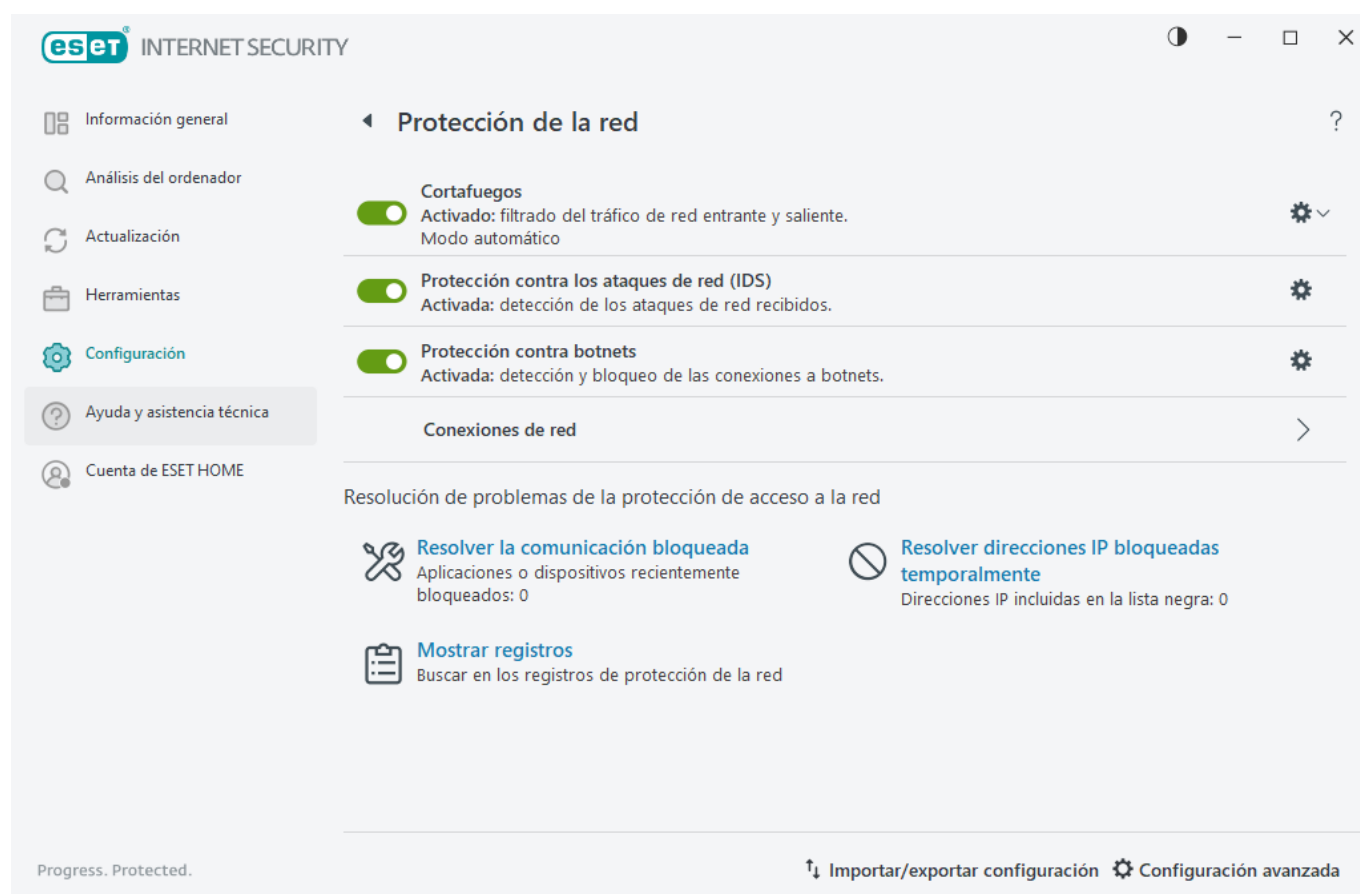 eset® INTERNET SECURITY
Información general
Análisis del ordenador
Actualización
Herramientas
Configuración
Ayuda y asistencia técnica
Cuenta de ESET HOME
Protección de la red
?
Cortafuegos
Activado: filtrado del tráfico de red entrante y saliente.
Modo automático
Protección contra los ataques de red (IDS)
Activada: detección de los ataques de red recibidos.
Protección contra botnets
Activada: detección y bloqueo de las conexiones a botnets.
Conexiones de red
Resolución de problemas de la protección de acceso a la red
Resolver la comunicación bloqueada
Aplicaciones o dispositivos recientemente
bloqueados: 0
Resolver direcciones IP bloqueadas
temporalmente
Direcciones IP incluidas en la lista negra: 0
Mostrar registros
Buscar en los registros de protección de la red
Progress. Protected.
Importar/exportar configuración
Configuración avanzada